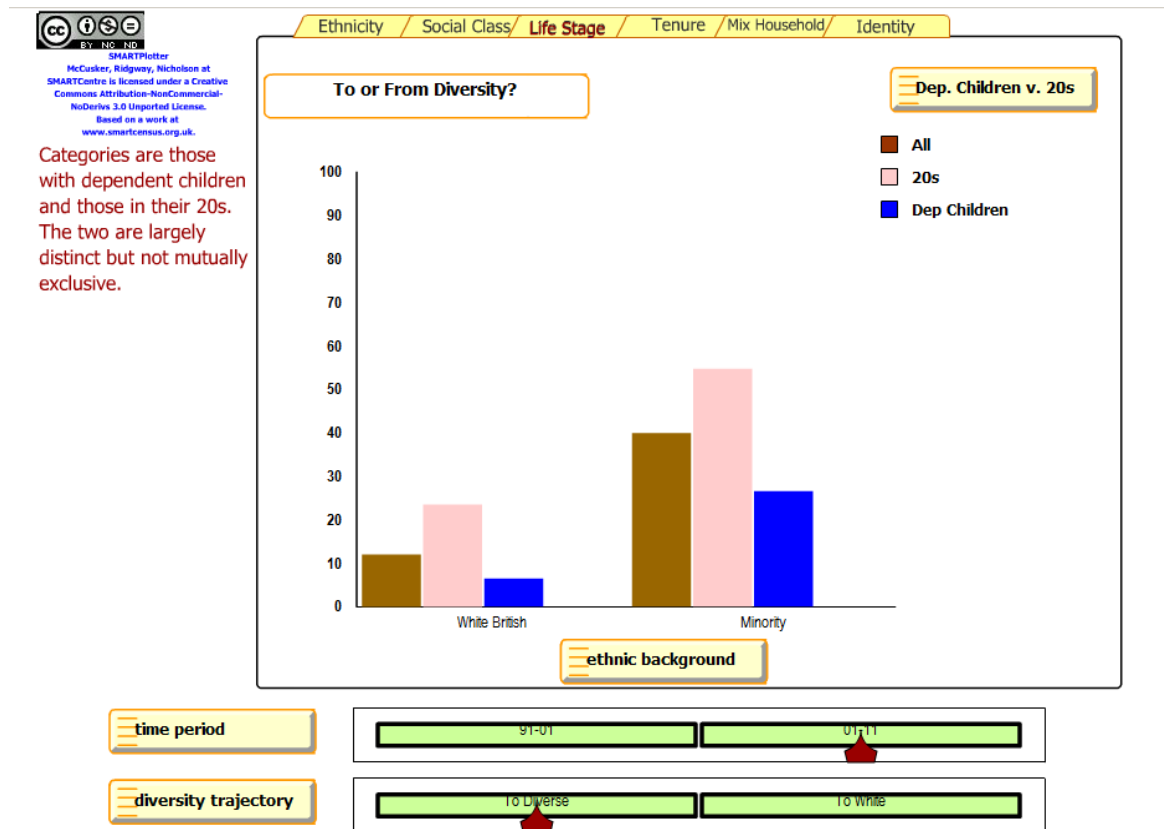 Ethnicity Social Class Life Stage Tenure Mix Household Identity
cc BY NC ND
SMARTPlotter
McCusker, Ridgway, Nicholson at
SMARTCentre is licensed under a Creative
Commons Attribution-NonCommercial-
NoDerivs 3.0 Unported License.
Based on a work at
www.smartcensus.org.uk.
Categories are those
with dependent children
and those in their 20s.
The two are largely
distinct but not mutually
exclusive.
To or From Diversity?
Dep. Children v. 20s
All
20s
Dep Children
100
90
80
70
60
50
40
30
20
10
0
White British Minority
ethnic background
time period 91-01 01-11
diversity trajectory To Diverse To White